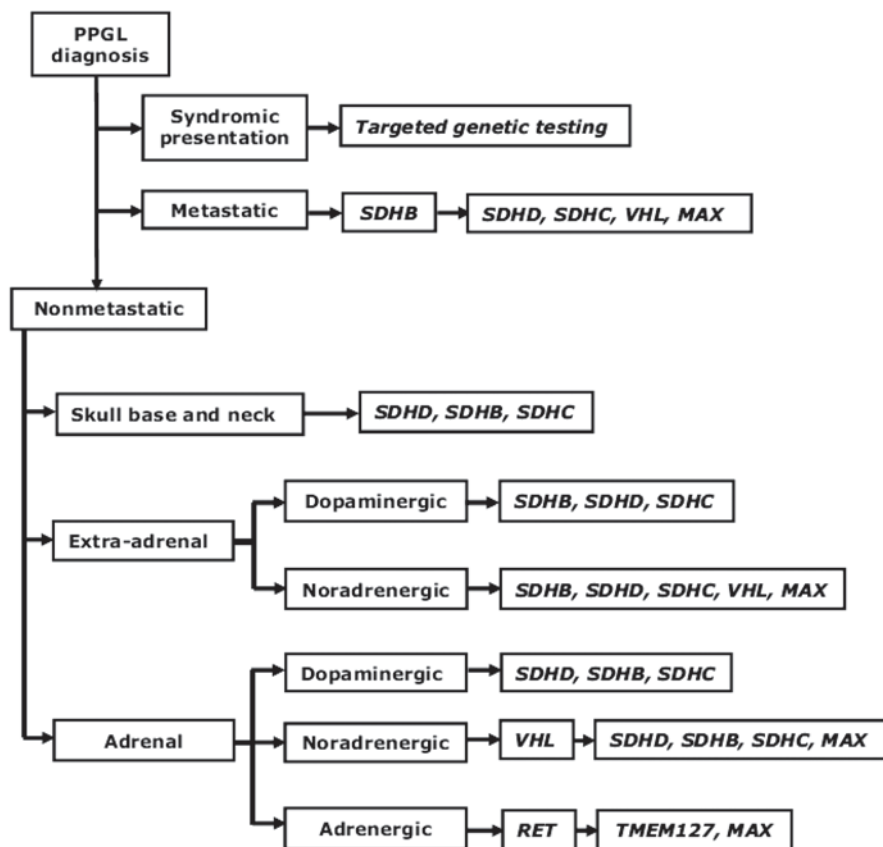 PPGL
diagnosis
Syndromic
presentation
Targeted genetic testing
Metastatic
SDHB
SDHD, SDHC, VHL, MAX
Nonmetastatic
Skull base and neck
SDHD, SDHB, SDHC
Extra-adrenal
Dopaminergic
SDHB, SDHD, SDHC
Noradrenergic
SDHB, SDHD, SDHC, VHL, MAX
Adrenal
Dopaminergic
SDHD, SDHB, SDHC
Noradrenergic
VHL
SDHD, SDHB, SDHC, MAX
Adrenergic
RET
TMEM127, MAX